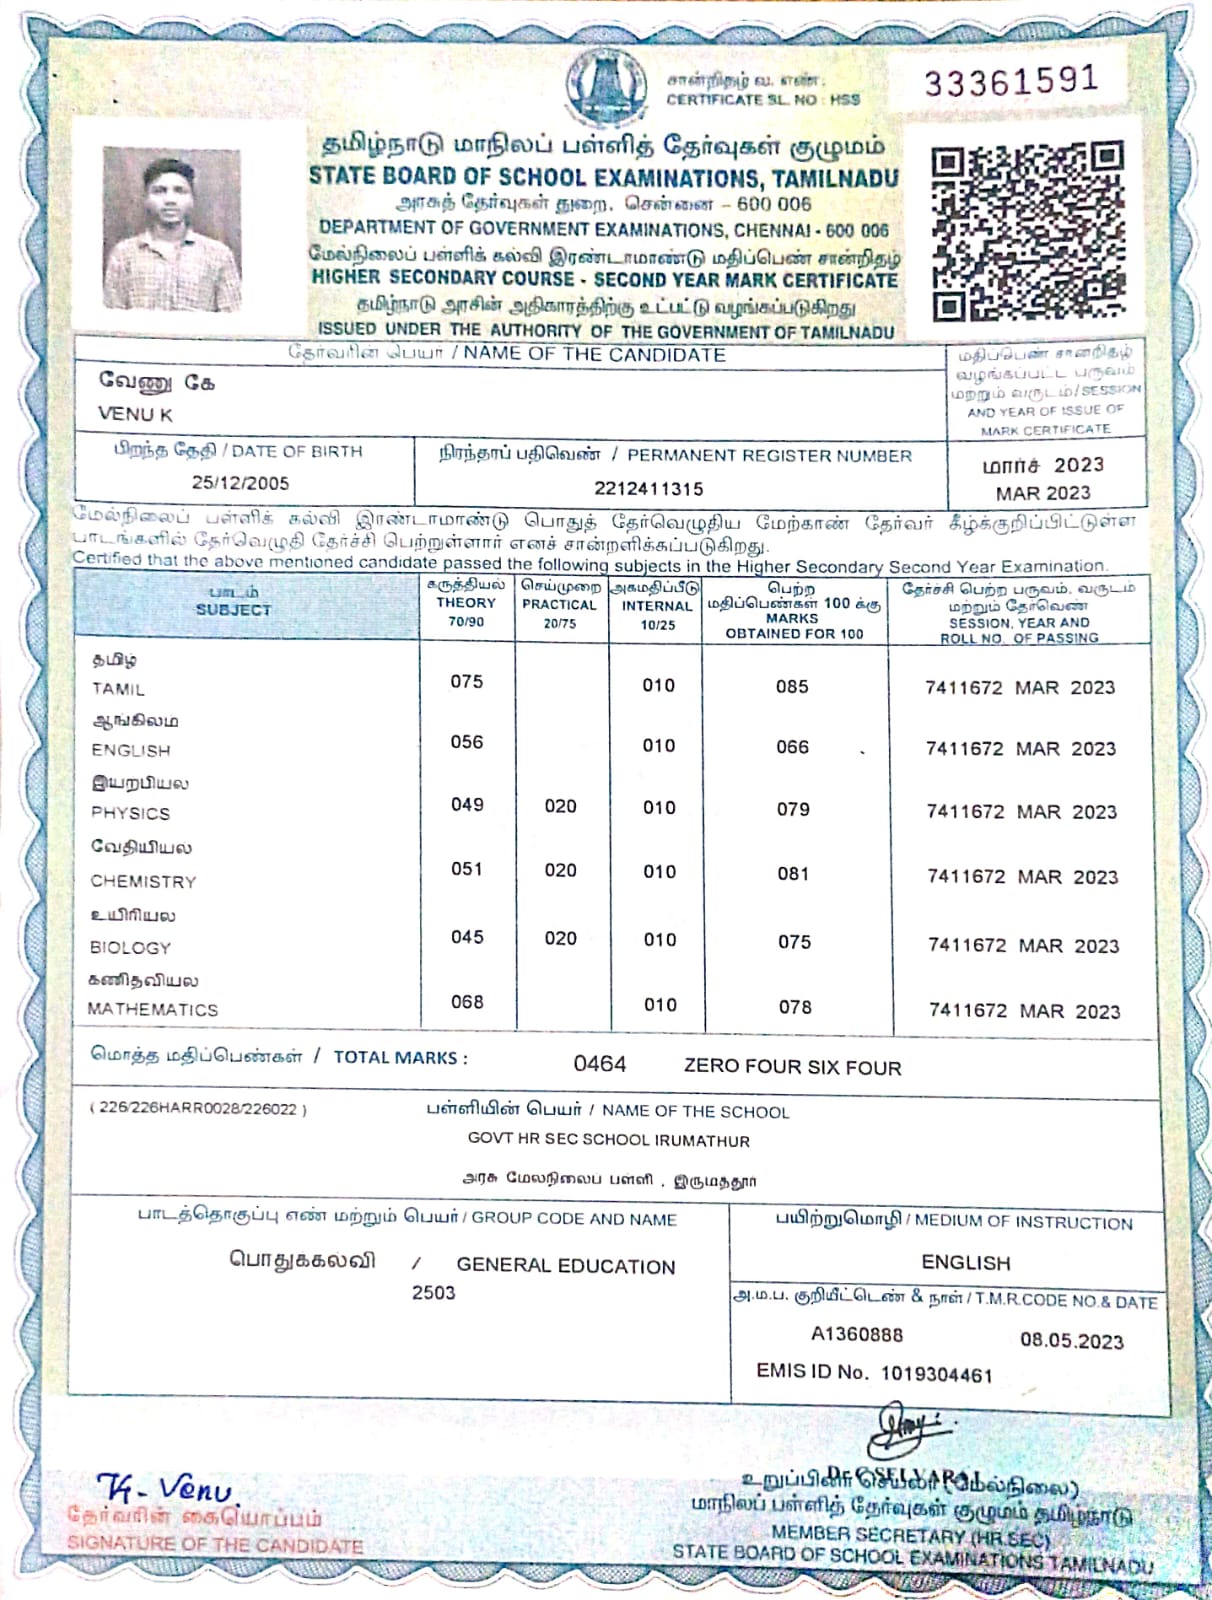 சான்றிதழ் வ. எண்.
CERTIFICATE SL. NO : HSS
33361591
தமிழ்நாடு மாநிலப் பள்ளித் தேர்வுகள் குழுமம்
STATE BOARD OF SCHOOL EXAMINATIONS, TAMILNADU
அரசுத் தேர்வுகள் துறை, சென்னை – 600 006
DEPARTMENT OF GOVERNMENT EXAMINATIONS, CHENNAI - 600 006
மேல்நிலைப் பள்ளிக் கல்வி இரண்டாமாண்டு மதிப்பெண் சான்றிதழ்
HIGHER SECONDARY COURSE - SECOND YEAR MARK CERTIFICATE
தமிழ்நாடு அரசின் அதிகாரத்திற்கு உட்பட்டு வழங்கப்படுகிறது
ISSUED UNDER THE AUTHORITY OF THE GOVERNMENT OF TAMILNADU
தேர்வரின் பெயர் / NAME OF THE CANDIDATE
வேணு கே
VENU K
மதிப்பெண் சான்றிதழ்
வழங்கப்பட்ட பருவம்
மற்றும் வருடம்/SESSION
AND YEAR OF ISSUE OF
MARK CERTIFICATE
மார்ச் 2023
MAR 2023
பிறந்த தேதி / DATE OF BIRTH
25/12/2005
நிரந்தரப் பதிவெண் / PERMANENT REGISTER NUMBER
2212411315
மேல்நிலைப் பள்ளிக் கல்வி இரண்டாமாண்டு பொதுத் தேர்வெழுதிய மேற்காண் தேர்வர் கீழ்க்குறிப்பிட்டுள்ள
பாடங்களில் தேர்வெழுதி தேர்ச்சி பெற்றுள்ளார் எனச் சான்றளிக்கப்படுகிறது.
Certified that the above mentioned candidate passed the following subjects in the Higher Secondary Second Year Examination.
பாடம்
SUBJECT
கருத்தியல்
THEORY
70/90
செய்முறை
PRACTICAL
20/75
அகமதிப்பீடு
INTERNAL
10/25
பெற்ற
மதிப்பெண்கள் 100 க்கு
MARKS
OBTAINED FOR 100
தேர்ச்சி பெற்ற பருவம், வருடம்
மற்றும் தேர்வெண்
SESSION, YEAR AND
ROLL NO. OF PASSING
தமிழ்
TAMIL 075 010 085 7411672 MAR 2023
ஆங்கிலம
ENGLISH 056 010 066 7411672 MAR 2023
இயறபியல
PHYSICS 049 020 010 079 7411672 MAR 2023
வேதியியல
CHEMISTRY 051 020 010 081 7411672 MAR 2023
உயிரியல
BIOLOGY 045 020 010 075 7411672 MAR 2023
கணிதவியல
MATHEMATICS 068 010 078 7411672 MAR 2023
மொத்த மதிப்பெண்கள் / TOTAL MARKS : 0464 ZERO FOUR SIX FOUR
( 226/226HARR0028/226022 ) பள்ளியின் பெயர் / NAME OF THE SCHOOL
GOVT HR SEC SCHOOL IRUMATHUR
அரசு மேலநிலைப பள்ளி , இருமததூர
பாடத்தொகுப்பு எண் மற்றும் பெயர் / GROUP CODE AND NAME
பொதுக்கல்வி / GENERAL EDUCATION
2503
பயிற்றுமொழி / MEDIUM OF INSTRUCTION
ENGLISH
அ.ம.ப. குறியீட்டெண் & நாள் / T.M.R.CODE NO.& DATE
A1360888 08.05.2023
EMIS ID No. 1019304461
K. Venu
தேர்வரின் கையொப்பம்
SIGNATURE OF THE CANDIDATE
மாநிலப் பள்ளித் தேர்வுகள் குழுமம் தமிழ்நாடு
MEMBER SECRETARY (HR.SEC)
STATE BOARD OF SCHOOL EXAMINATIONS TAMILNADU